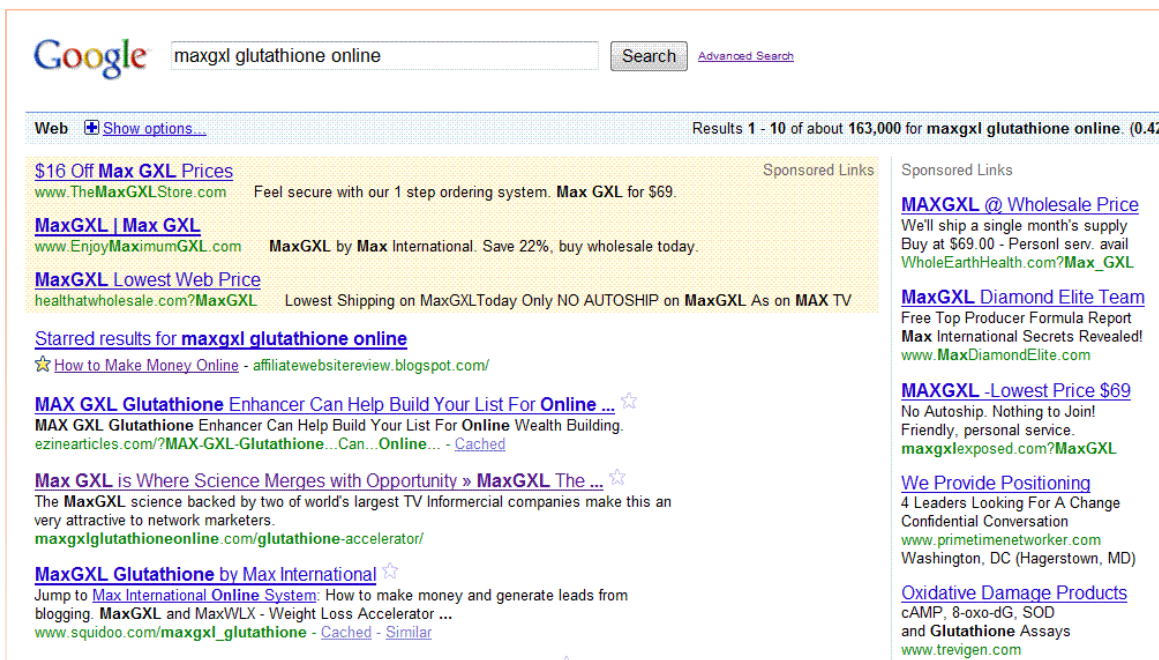 Google
maxgxl glutathione online
Search
Advanced Search
Web Show options...
Results 1 - 10 of about 163,000 for maxgxl glutathione online. (0.42
$16 Off Max GXL Prices
Sponsored Links
www.TheMaxGXLStore.com Feel secure with our 1 step ordering system. Max GXL for $69.
MaxGXL | Max GXL
www.EnjoyMaximumGXL.com MaxGXL by Max International. Save 22%, buy wholesale today.
MaxGXL Lowest Web Price
healthatwholesale.com?MaxGXL Lowest Shipping on MaxGXLToday Only NO AUTOSHIP on MaxGXL As on MAX TV
Starred results for maxgxl glutathione online
How to Make Money Online - affiliatewebsitereview.blogspot.com/
MAX GXL Glutathione Enhancer Can Help Build Your List For Online ...
MAX GXL Glutathione Enhancer Can Help Build Your List For Online Wealth Building.
ezinearticles.com/?MAX-GXL-Glutathione...Can...Online... - Cached
Max GXL is Where Science Merges with Opportunity » MaxGXL The ...
The MaxGXL science backed by two of world's largest TV Informercial companies make this an
very attractive to network marketers.
maxgxlglutathioneonline.com/glutathione-accelerator/
MaxGXL Glutathione by Max International
Jump to Max International Online System: How to make money and generate leads from
blogging. MaxGXL and MaxWLX - Weight Loss Accelerator ...
www.squidoo.com/maxgxl_glutathione - Cached - Similar
Sponsored Links
MAXGXL @ Wholesale Price
We'll ship a single month's supply
Buy at $69.00 - Personl serv. avail
WholeEarthHealth.com?Max_GXL
MaxGXL Diamond Elite Team
Free Top Producer Formula Report
Max International Secrets Revealed!
www.MaxDiamondElite.com
MAXGXL -Lowest Price $69
No Autoship. Nothing to Join!
Friendly, personal service.
maxgxlexposed.com?MaxGXL
We Provide Positioning
4 Leaders Looking For A Change
Confidential Conversation
www.primetimenetworker.com
Washington, DC (Hagerstown, MD)
Oxidative Damage Products
cAMP, 8-oxo-dG, SOD
and Glutathione Assays
www.trevigen.com